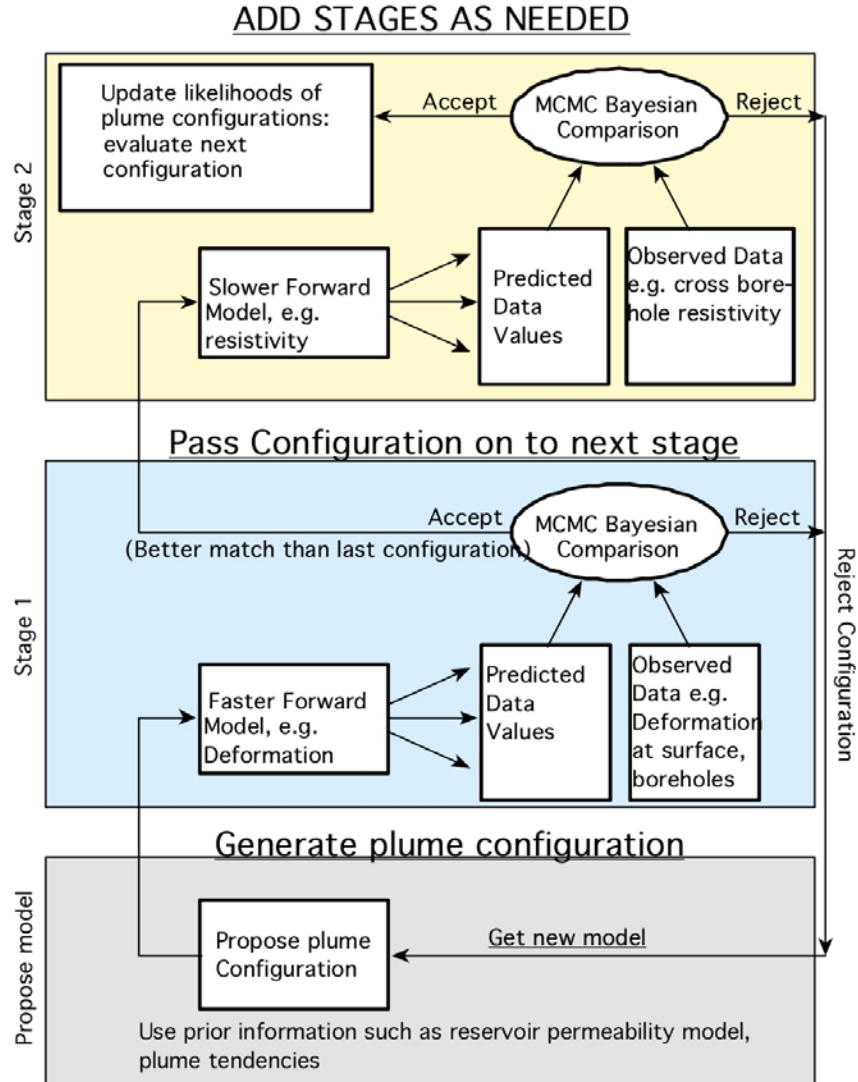 ADD STAGES AS NEEDED
Stage 2
Update likelihoods of
plume configurations:
evaluate next
configuration
Accept
MCMC Bayesian
Comparison
Reject
Slower Forward
Model, e.g.
resistivity
Predicted
Data
Values
Observed Data
e.g. cross bore-
hole resistivity
Pass Configuration on to next stage
Stage 1
Accept
(Better match than last configuration)
MCMC Bayesian
Comparison
Reject
Reject Configuration
Faster Forward
Model, e.g.
Deformation
Predicted
Data
Values
Observed
Data e.g.
Deformation
at surface,
boreholes
Generate plume configuration
Propose model
Propose plume
Configuration
Get new model
Use prior information such as reservoir permeability model,
plume tendencies